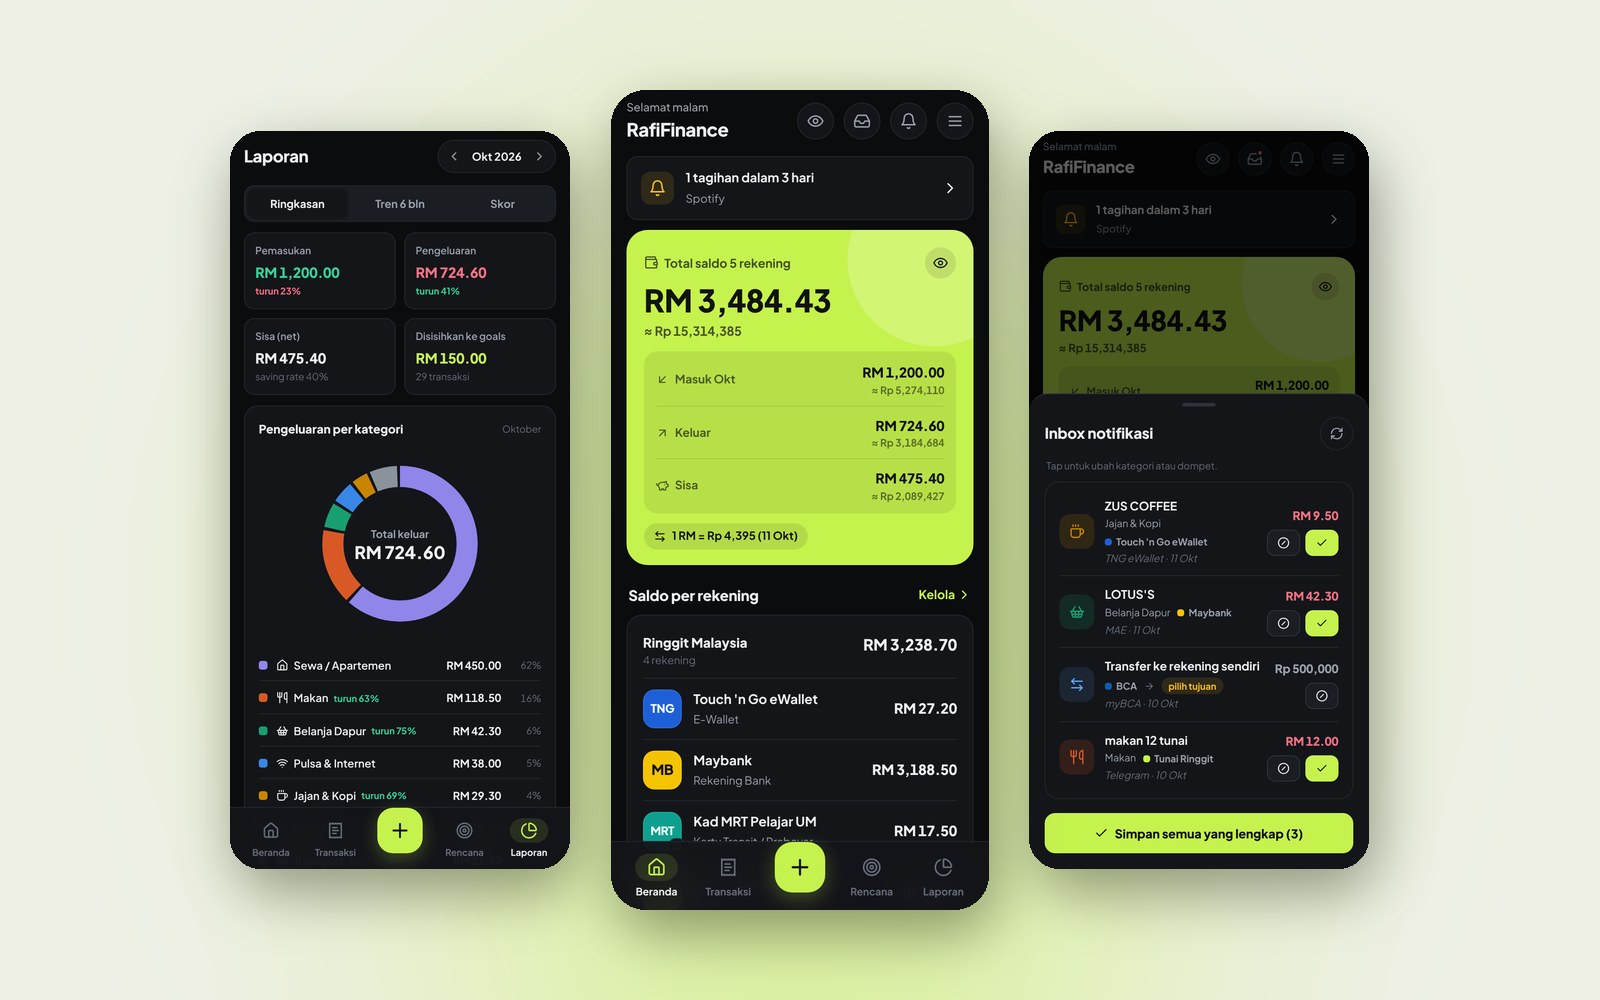 Laporan
Okt 2026
Ringkasan
Tren 6 bln
Skor
Pemasukan
RM 1,200.00
turun 23%
Pengeluaran
RM 724.60
turun 41%
Sisa (net)
RM 475.40
saving rate 40%
Disisihkan ke goals
RM 150.00
29 transaksi
Pengeluaran per kategori
Oktober
Total keluar
RM 724.60
Sewa / Apartemen RM 450.00 62%
Makan turun 63% RM 118.50 16%
Belanja Dapur turun 75% RM 42.30 6%
Pulsa & Internet RM 38.00 5%
Jajan & Kopi turun 69% RM 29.30 4%
Beranda
Transaksi
Rencana
Laporan
Selamat malam
RafiFinance
1 tagihan dalam 3 hari
Spotify
Total saldo 5 rekening
RM 3,484.43
≈ Rp 15,314,385
Masuk Okt
RM 1,200.00
≈ Rp 5,274,110
Keluar
RM 724.60
≈ Rp 3,184,684
Sisa
RM 475.40
≈ Rp 2,089,427
1 RM = Rp 4,395 (11 Okt)
Saldo per rekening
Kelola
Ringgit Malaysia
4 rekening
RM 3,238.70
TNG
Touch 'n Go eWallet
E-Wallet
RM 27.20
MB
Maybank
Rekening Bank
RM 3,188.50
MRT
Kad MRT Pelajar UM
Kartu Transit / Prabayar
RM 17.50
Beranda
Transaksi
Rencana
Laporan
Selamat malam
RafiFinance
1 tagihan dalam 3 hari
Spotify
Total saldo 5 rekening
RM 3,484.43
≈ Rp 15,314,385
Masuk Okt
RM 1,200.00
Inbox notifikasi
Tap untuk ubah kategori atau dompet.
ZUS COFFEE
Jajan & Kopi
Touch 'n Go eWallet
TNG eWallet · 11 Okt
RM 9.50
LOTUS'S
Belanja Dapur Maybank
MAE · 11 Okt
RM 42.30
Transfer ke rekening sendiri
BCA → pilih tujuan
myBCA · 10 Okt
Rp 500,000
makan 12 tunai
Makan Tunai Ringgit
Telegram · 10 Okt
RM 12.00
Simpan semua yang lengkap (3)